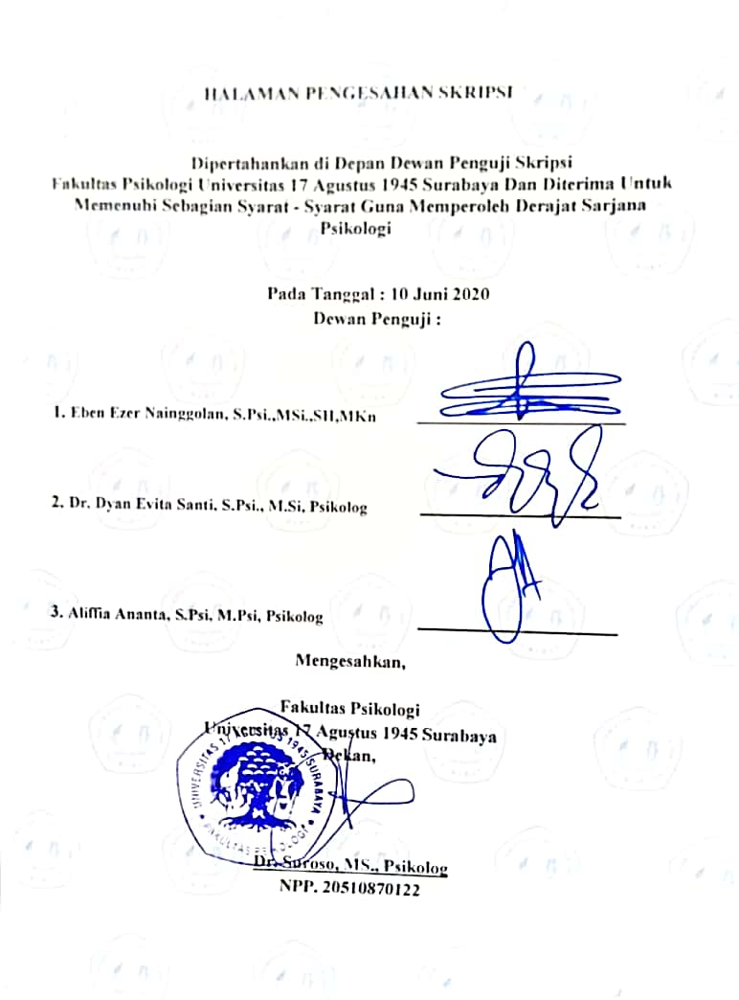 HALAMAN PENGESAHAN SKRIPSI
Dipertahankan di Depan Dewan Penguji Skripsi
Fakultas Psikologi Universitas 17 Agustus 1945 Surabaya Dan Diterima Untuk
Memenuhi Sebagian Syarat - Syarat Guna Memperoleh Derajat Sarjana
Psikologi
Pada Tanggal : 10 Juni 2020
Dewan Penguji :
1. Eben Ezer Nainggolan, S.Psi.,MSi.,SH,MKn
2. Dr. Dyan Evita Santi, S.Psi., M.Si, Psikolog
3. Aliffia Ananta, S.Psi, M.Psi, Psikolog
Mengesahkan,
Fakultas Psikologi
Universitas 17 Agustus 1945 Surabaya
Dekan,
UNIVERSITAS 17 AGUSTUS 1945 SURABAYA
FAKULTAS PSIKOLOGI
Dr. Suroso, MS., Psikolog
NPP. 20510870122